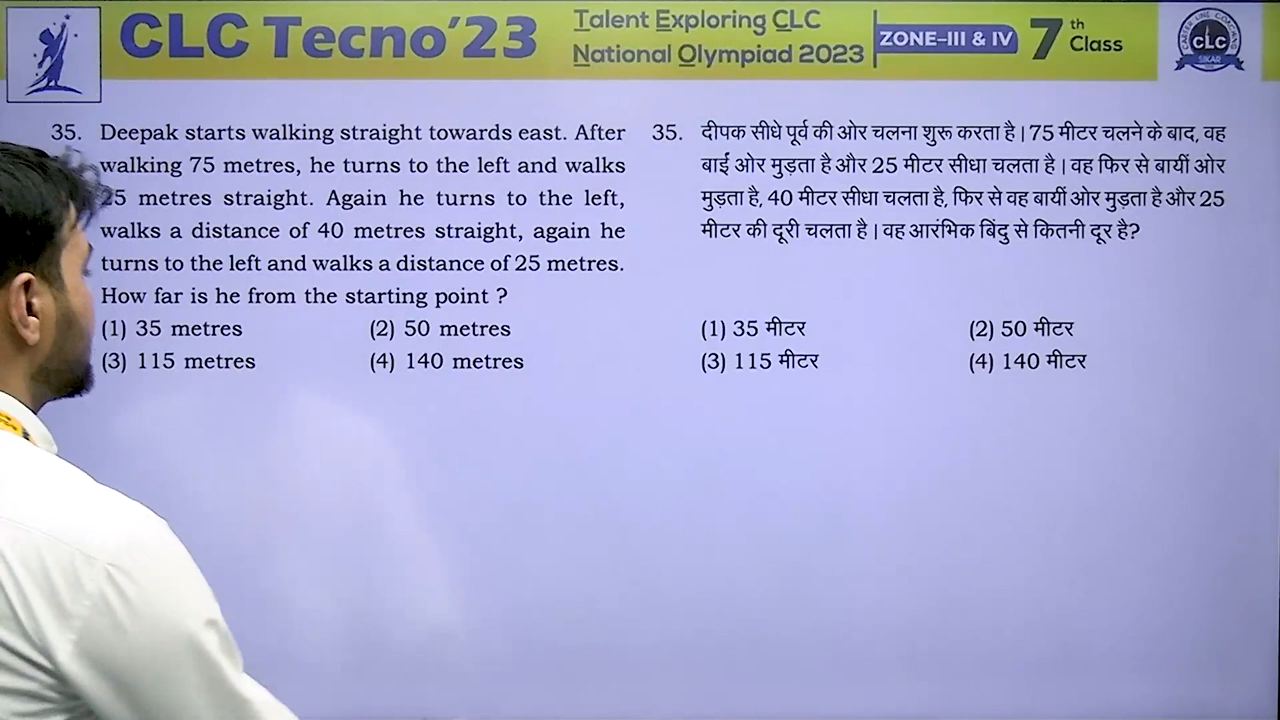 CLC Tecno'23
Talent Exploring CLC
National Olympiad 2023
ZONE–III & IV
7th Class
CLC
SIKAR
35. Deepak starts walking straight towards east. After
walking 75 metres, he turns to the left and walks
25 metres straight. Again he turns to the left,
walks a distance of 40 metres straight, again he
turns to the left and walks a distance of 25 metres.
How far is he from the starting point ?
(1) 35 metres (2) 50 metres
(3) 115 metres (4) 140 metres
35. दीपक सीधे पूर्व की ओर चलना शुरू करता है। 75 मीटर चलने के बाद, वह
बाईं ओर मुड़ता है और 25 मीटर सीधा चलता है। वह फिर से बायीं ओर
मुड़ता है, 40 मीटर सीधा चलता है, फिर से वह बायीं ओर मुड़ता है और 25
मीटर की दूरी चलता है। वह आरंभिक बिंदु से कितनी दूर है?
(1) 35 मीटर (2) 50 मीटर
(3) 115 मीटर (4) 140 मीटर